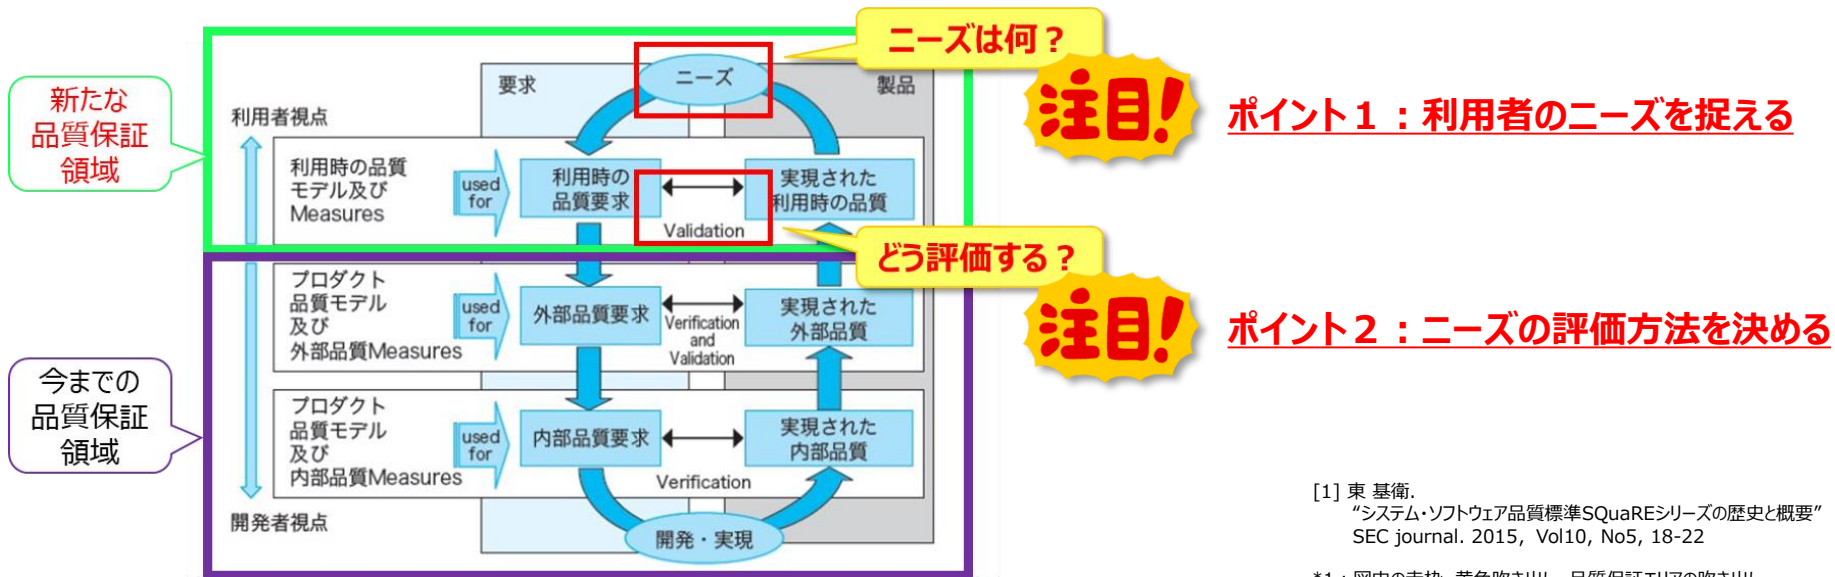 ニーズは何？
要求
ニーズ
製品
新たな
品質保証
領域
利用者視点
注目!
ポイント１：利用者のニーズを捉える
利用時の品質
モデル及び
Measures
used
for
利用時の
品質要求
Validation
実現された
利用時の品質
どう評価する？
プロダクト
品質モデル
及び
外部品質Measures
used
for
外部品質要求
Verification
and
Validation
実現された
外部品質
注目!
ポイント２：ニーズの評価方法を決める
今までの
品質保証
領域
プロダクト
品質モデル
及び
内部品質Measures
used
for
内部品質要求
Verification
実現された
内部品質
開発者視点
開発・実現
[1] 東 基衛.
“システム・ソフトウェア品質標準SQuaREシリーズの歴史と概要”
SEC journal. 2015, Vol10, No5, 18-22